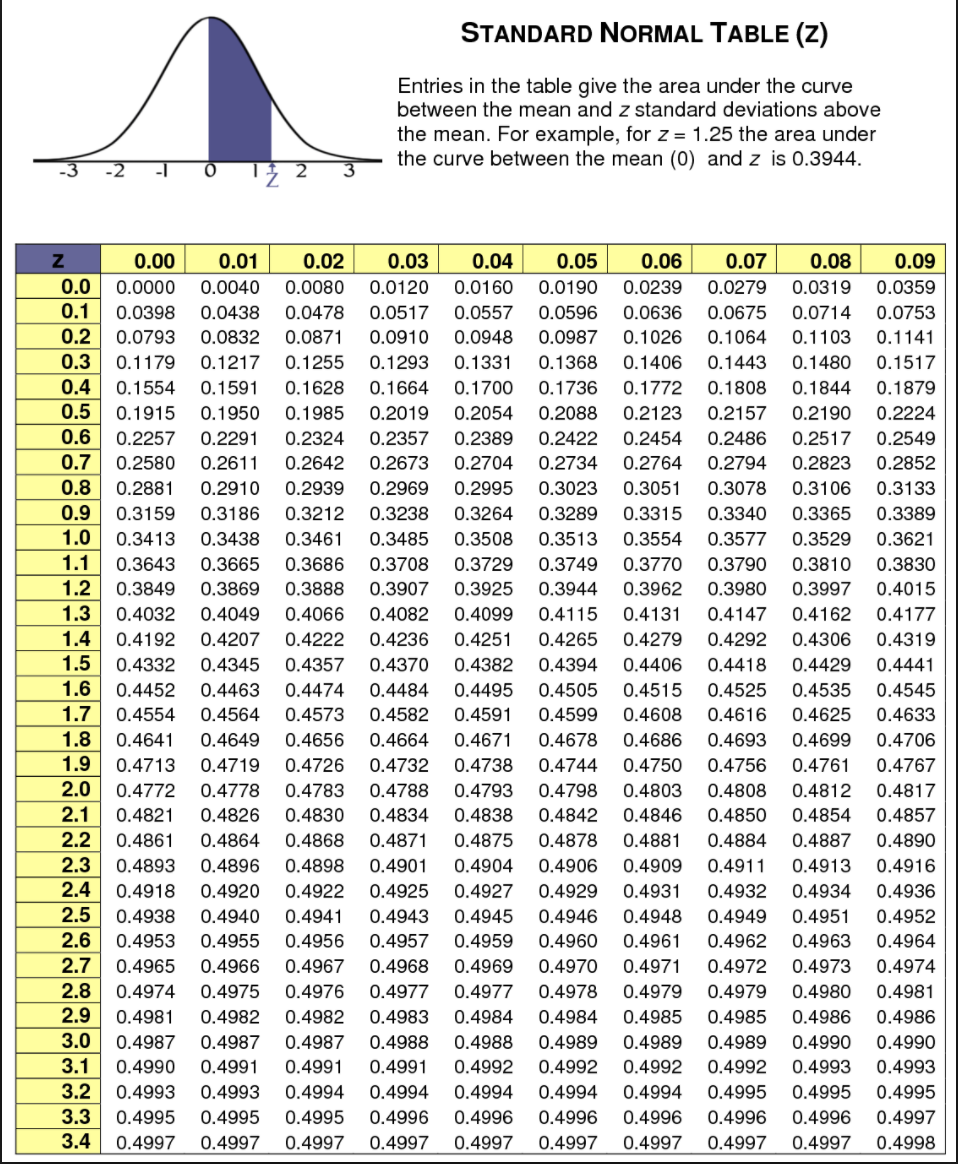 STANDARD NORMAL TABLE (Z)
Entries in the table give the area under the curve
between the mean and z standard deviations above
the mean. For example, for z = 1.25 the area under
the curve between the mean (0) and z is 0.3944.
-3 -2 -1 0 1 2 3
Z
z 0.00 0.01 0.02 0.03 0.04 0.05 0.06 0.07 0.08 0.09
0.0 0.0000 0.0040 0.0080 0.0120 0.0160 0.0190 0.0239 0.0279 0.0319 0.0359
0.1 0.0398 0.0438 0.0478 0.0517 0.0557 0.0596 0.0636 0.0675 0.0714 0.0753
0.2 0.0793 0.0832 0.0871 0.0910 0.0948 0.0987 0.1026 0.1064 0.1103 0.1141
0.3 0.1179 0.1217 0.1255 0.1293 0.1331 0.1368 0.1406 0.1443 0.1480 0.1517
0.4 0.1554 0.1591 0.1628 0.1664 0.1700 0.1736 0.1772 0.1808 0.1844 0.1879
0.5 0.1915 0.1950 0.1985 0.2019 0.2054 0.2088 0.2123 0.2157 0.2190 0.2224
0.6 0.2257 0.2291 0.2324 0.2357 0.2389 0.2422 0.2454 0.2486 0.2517 0.2549
0.7 0.2580 0.2611 0.2642 0.2673 0.2704 0.2734 0.2764 0.2794 0.2823 0.2852
0.8 0.2881 0.2910 0.2939 0.2969 0.2995 0.3023 0.3051 0.3078 0.3106 0.3133
0.9 0.3159 0.3186 0.3212 0.3238 0.3264 0.3289 0.3315 0.3340 0.3365 0.3389
1.0 0.3413 0.3438 0.3461 0.3485 0.3508 0.3513 0.3554 0.3577 0.3529 0.3621
1.1 0.3643 0.3665 0.3686 0.3708 0.3729 0.3749 0.3770 0.3790 0.3810 0.3830
1.2 0.3849 0.3869 0.3888 0.3907 0.3925 0.3944 0.3962 0.3980 0.3997 0.4015
1.3 0.4032 0.4049 0.4066 0.4082 0.4099 0.4115 0.4131 0.4147 0.4162 0.4177
1.4 0.4192 0.4207 0.4222 0.4236 0.4251 0.4265 0.4279 0.4292 0.4306 0.4319
1.5 0.4332 0.4345 0.4357 0.4370 0.4382 0.4394 0.4406 0.4418 0.4429 0.4441
1.6 0.4452 0.4463 0.4474 0.4484 0.4495 0.4505 0.4515 0.4525 0.4535 0.4545
1.7 0.4554 0.4564 0.4573 0.4582 0.4591 0.4599 0.4608 0.4616 0.4625 0.4633
1.8 0.4641 0.4649 0.4656 0.4664 0.4671 0.4678 0.4686 0.4693 0.4699 0.4706
1.9 0.4713 0.4719 0.4726 0.4732 0.4738 0.4744 0.4750 0.4756 0.4761 0.4767
2.0 0.4772 0.4778 0.4783 0.4788 0.4793 0.4798 0.4803 0.4808 0.4812 0.4817
2.1 0.4821 0.4826 0.4830 0.4834 0.4838 0.4842 0.4846 0.4850 0.4854 0.4857
2.2 0.4861 0.4864 0.4868 0.4871 0.4875 0.4878 0.4881 0.4884 0.4887 0.4890
2.3 0.4893 0.4896 0.4898 0.4901 0.4904 0.4906 0.4909 0.4911 0.4913 0.4916
2.4 0.4918 0.4920 0.4922 0.4925 0.4927 0.4929 0.4931 0.4932 0.4934 0.4936
2.5 0.4938 0.4940 0.4941 0.4943 0.4945 0.4946 0.4948 0.4949 0.4951 0.4952
2.6 0.4953 0.4955 0.4956 0.4957 0.4959 0.4960 0.4961 0.4962 0.4963 0.4964
2.7 0.4965 0.4966 0.4967 0.4968 0.4969 0.4970 0.4971 0.4972 0.4973 0.4974
2.8 0.4974 0.4975 0.4976 0.4977 0.4977 0.4978 0.4979 0.4979 0.4980 0.4981
2.9 0.4981 0.4982 0.4982 0.4983 0.4984 0.4984 0.4985 0.4985 0.4986 0.4986
3.0 0.4987 0.4987 0.4987 0.4988 0.4988 0.4989 0.4989 0.4989 0.4990 0.4990
3.1 0.4990 0.4991 0.4991 0.4991 0.4992 0.4992 0.4992 0.4992 0.4993 0.4993
3.2 0.4993 0.4993 0.4994 0.4994 0.4994 0.4994 0.4994 0.4995 0.4995 0.4995
3.3 0.4995 0.4995 0.4995 0.4996 0.4996 0.4996 0.4996 0.4996 0.4996 0.4997
3.4 0.4997 0.4997 0.4997 0.4997 0.4997 0.4997 0.4997 0.4997 0.4997 0.4998